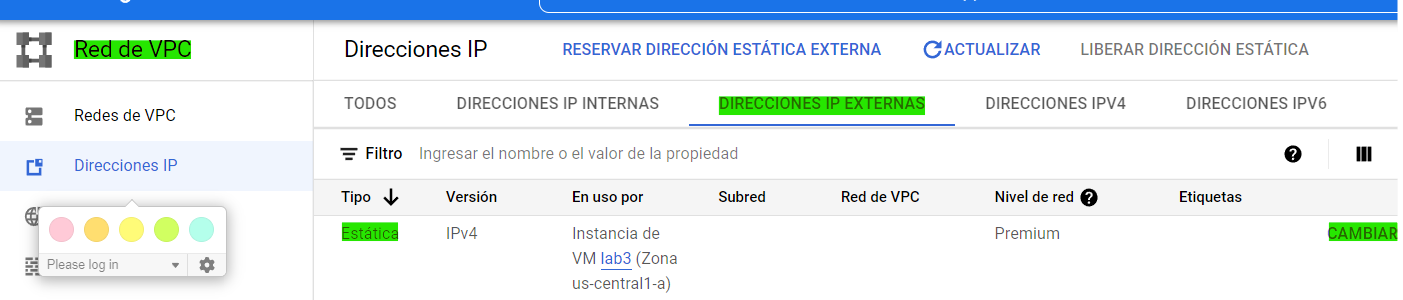 Red de VPC
Direcciones IP
RESERVAR DIRECCIÓN ESTÁTICA EXTERNA
ACTUALIZAR
LIBERAR DIRECCIÓN ESTÁTICA
Redes de VPC
Direcciones IP
Please log in
TODOS
DIRECCIONES IP INTERNAS
DIRECCIONES IP EXTERNAS
DIRECCIONES IPV4
DIRECCIONES IPV6
Filtro
Ingresar el nombre o el valor de la propiedad
Tipo
Versión
En uso por
Subred
Red de VPC
Nivel de red
Etiquetas
Estática
IPv4
Instancia de
VM lab3 (Zona
us-central1-a)
Premium
CAMBIAR